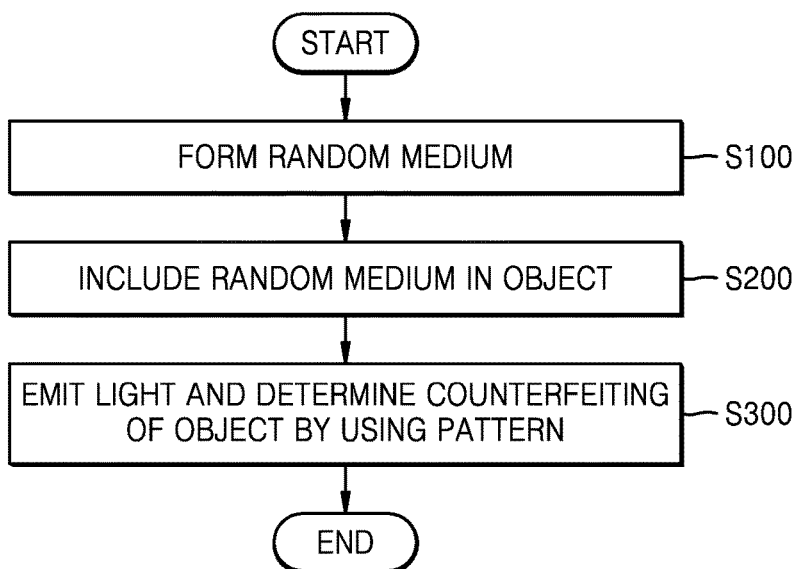 START
FORM RANDOM MEDIUM
S100
INCLUDE RANDOM MEDIUM IN OBJECT
S200
EMIT LIGHT AND DETERMINE COUNTERFEITING
OF OBJECT BY USING PATTERN
S300
END